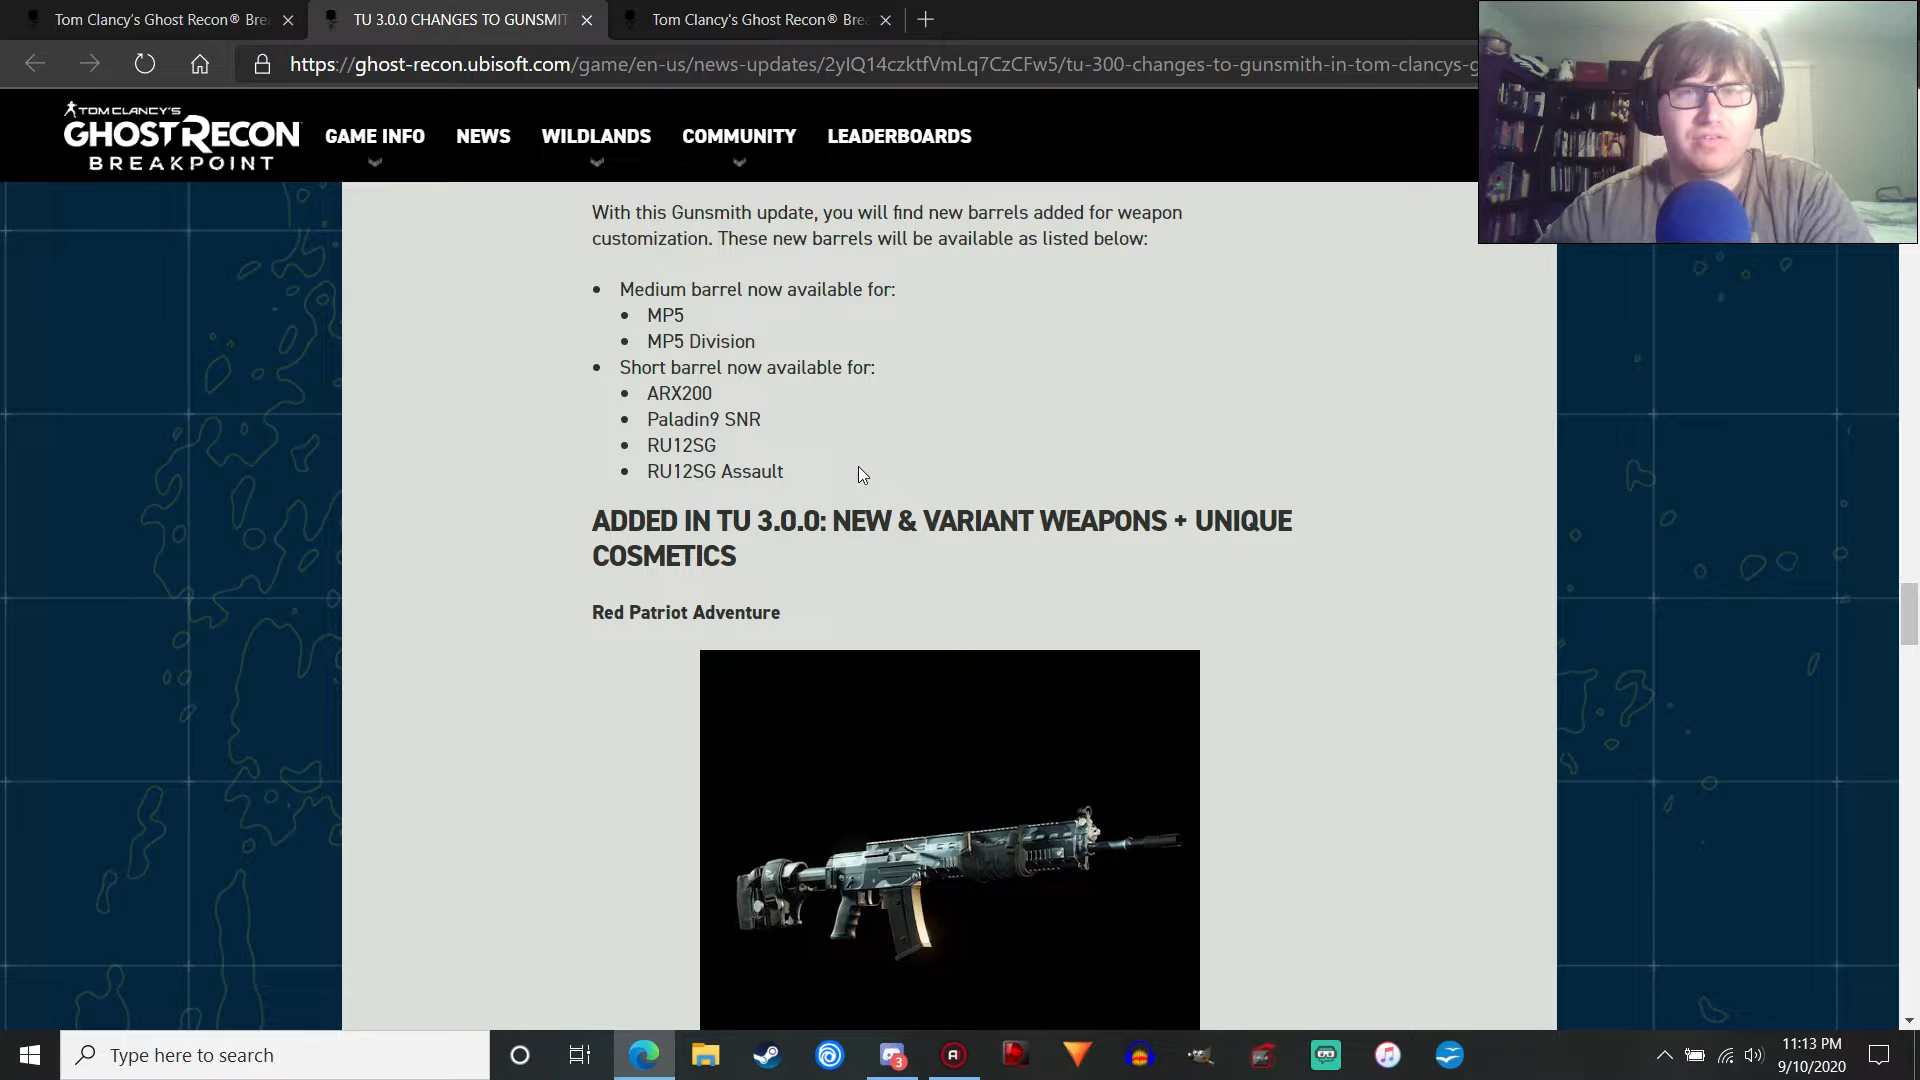 Tom Clancy's Ghost Recon® Bre
TU 3.0.0 CHANGES TO GUNSMIT
Tom Clancy's Ghost Recon® Bre
https://ghost-recon.ubisoft.com/game/en-us/news-updates/2yIQ14czktfVmLq7CzCFw5/tu-300-changes-to-gunsmith-in-tom-clancys-g
TOM CLANCY'S
GHOST RECON
BREAKPOINT
GAME INFO
NEWS
WILDLANDS
COMMUNITY
LEADERBOARDS
With this Gunsmith update, you will find new barrels added for weapon
customization. These new barrels will be available as listed below:
• Medium barrel now available for:
• MP5
• MP5 Division
• Short barrel now available for:
• ARX200
• Paladin9 SNR
• RU12SG
• RU12SG Assault
ADDED IN TU 3.0.0: NEW & VARIANT WEAPONS + UNIQUE
COSMETICS
Red Patriot Adventure
Type here to search
3
11:13 PM
9/10/2020